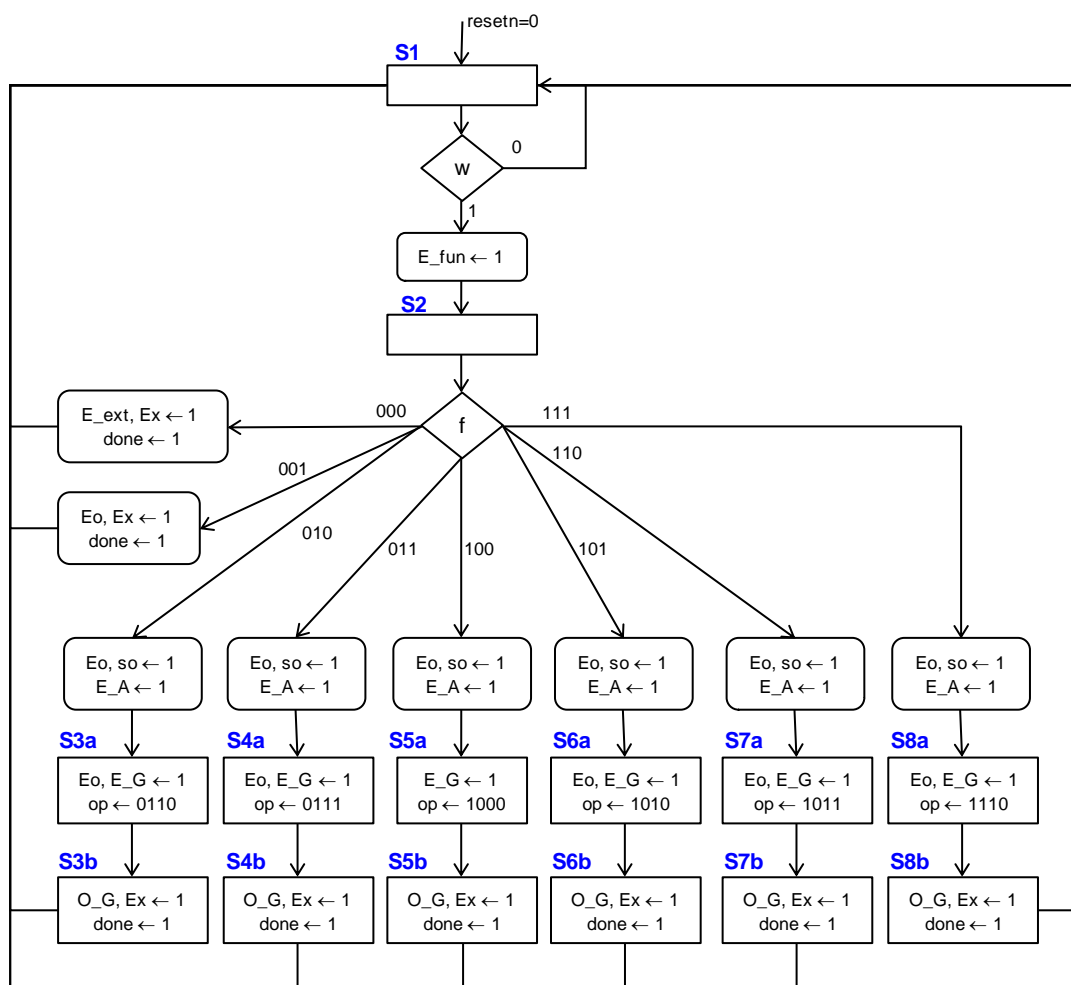 resetn=0
S1
0
w
1
E_fun ← 1
S2
E_ext, Ex ← 1
done ← 1
000
f
111
110
001
Eo, Ex ← 1
done ← 1
010
011
100
101
Eo, so ← 1
E_A ← 1
Eo, so ← 1
E_A ← 1
Eo, so ← 1
E_A ← 1
Eo, so ← 1
E_A ← 1
Eo, so ← 1
E_A ← 1
Eo, so ← 1
E_A ← 1
S3a
S4a
S5a
S6a
S7a
S8a
Eo, E_G ← 1
op ← 0110
Eo, E_G ← 1
op ← 0111
E_G ← 1
op ← 1000
Eo, E_G ← 1
op ← 1010
Eo, E_G ← 1
op ← 1011
Eo, E_G ← 1
op ← 1110
S3b
S4b
S5b
S6b
S7b
S8b
O_G, Ex ← 1
done ← 1
O_G, Ex ← 1
done ← 1
O_G, Ex ← 1
done ← 1
O_G, Ex ← 1
done ← 1
O_G, Ex ← 1
done ← 1
O_G, Ex ← 1
done ← 1